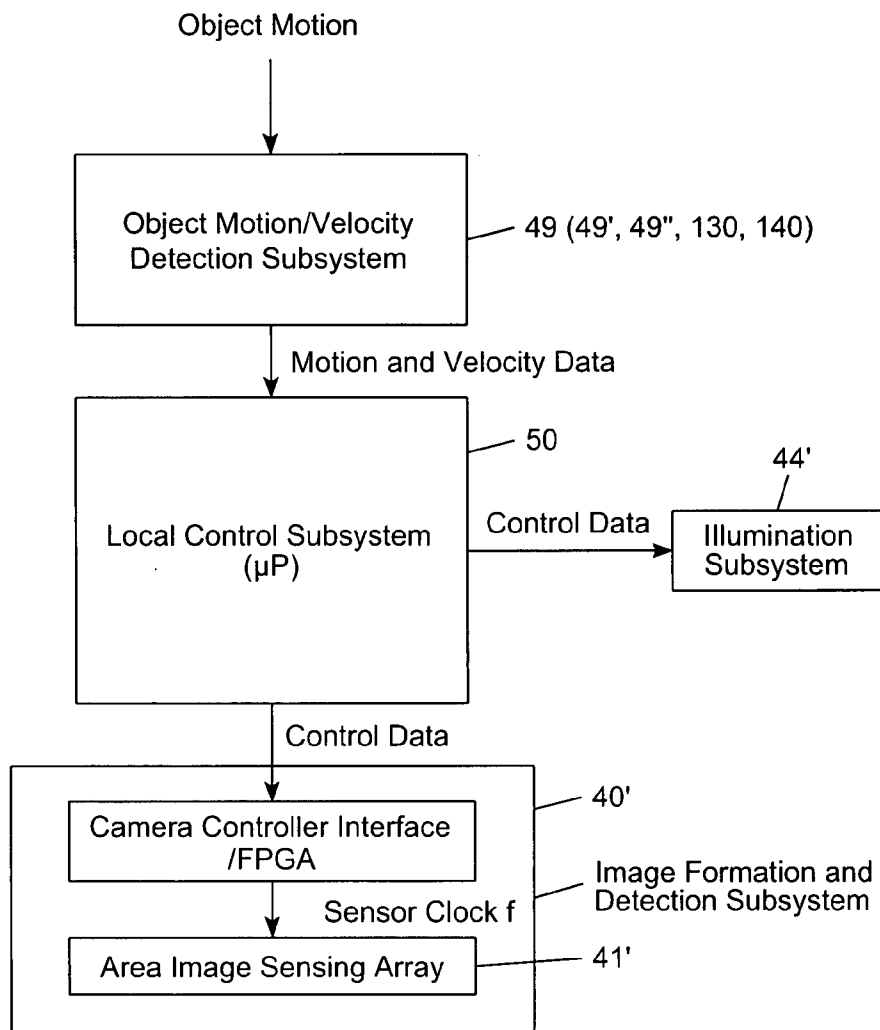 Object Motion
Object Motion/Velocity
Detection Subsystem
49 (49', 49", 130, 140)
Motion and Velocity Data
50
Local Control Subsystem
(µP)
Control Data
44'
Illumination
Subsystem
Control Data
40'
Camera Controller Interface
/FPGA
Image Formation and
Detection Subsystem
Sensor Clock f
Area Image Sensing Array
41'